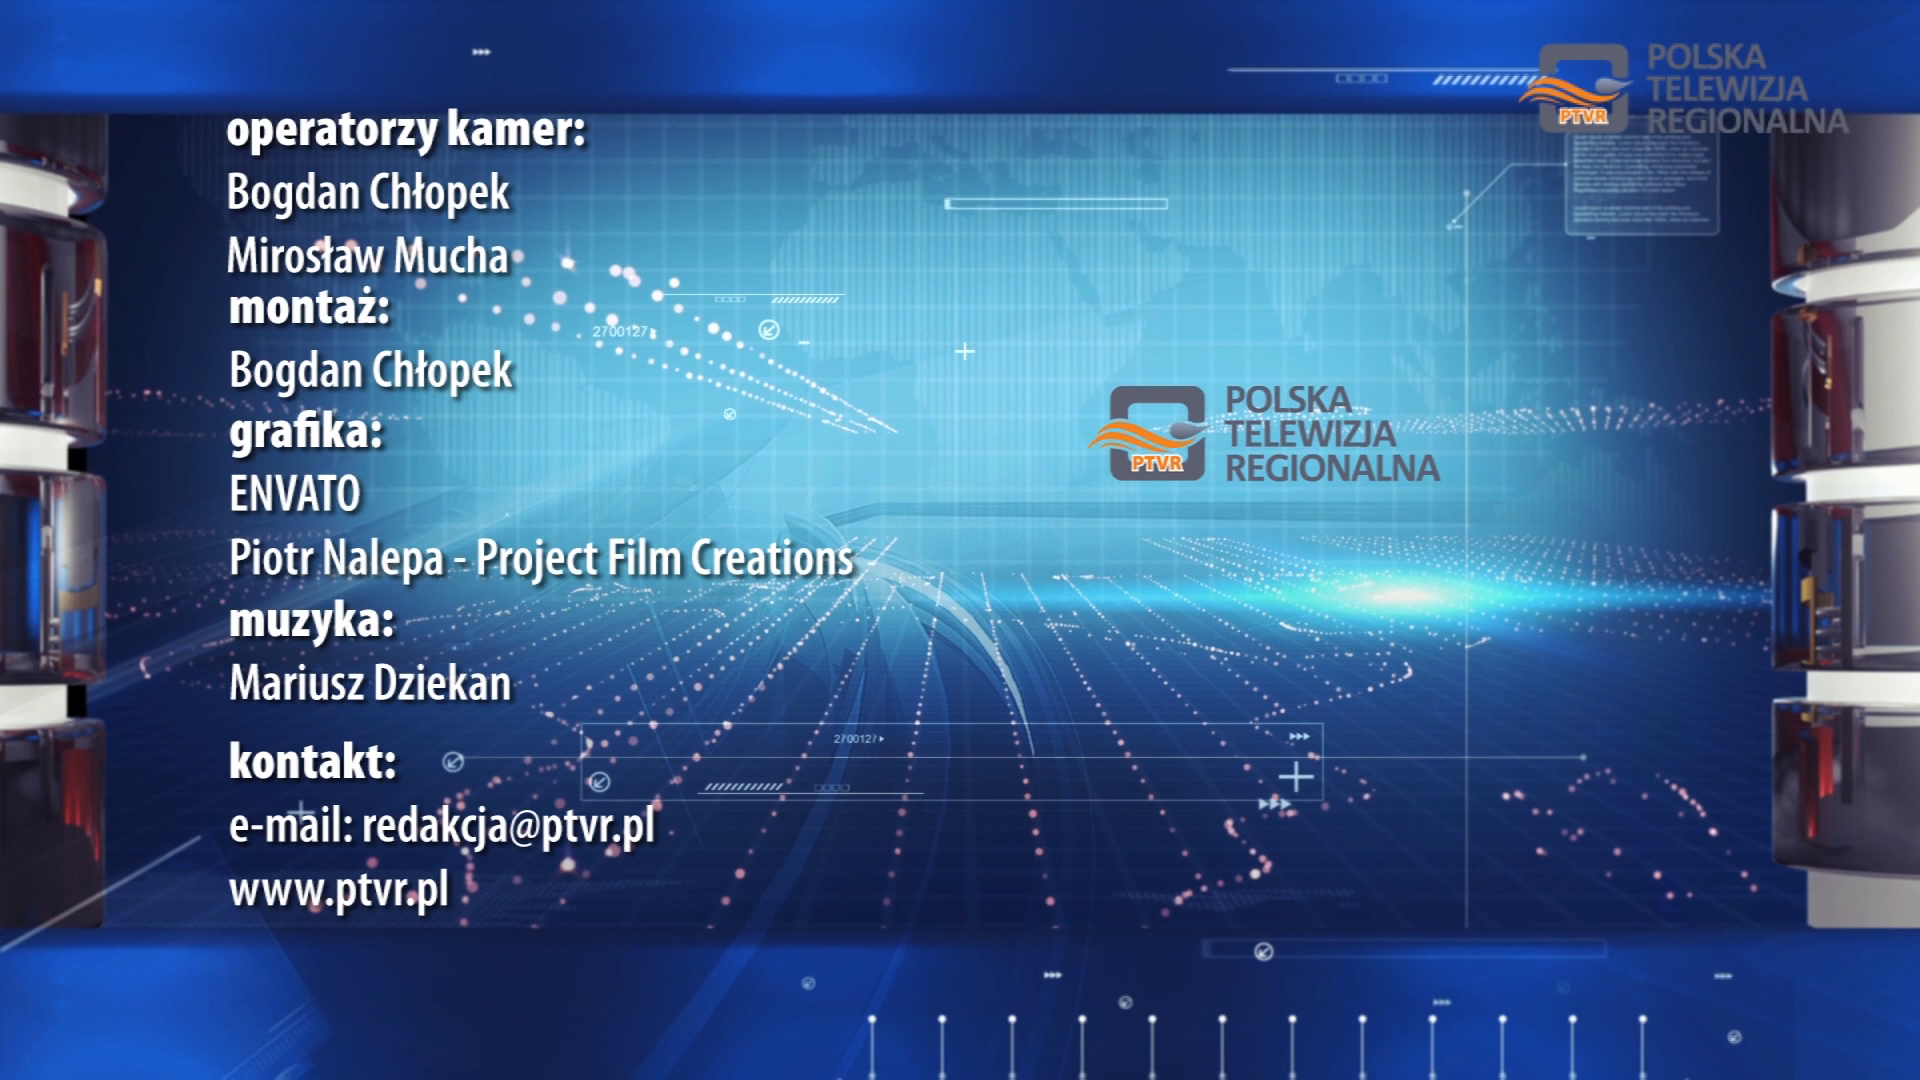 POLSKA
TELEWIZJA
REGIONALNA
PTVR
operatorzy kamer:
Bogdan Chłopek
Mirosław Mucha
montaż:
Bogdan Chłopek
grafika:
ENVATO
Piotr Nalepa - Project Film Creations
muzyka:
Mariusz Dziekan
kontakt:
e-mail: redakcja@ptvr.pl
www.ptvr.pl
POLSKA
TELEWIZJA
REGIONALNA
PTVR
2700127
2700127